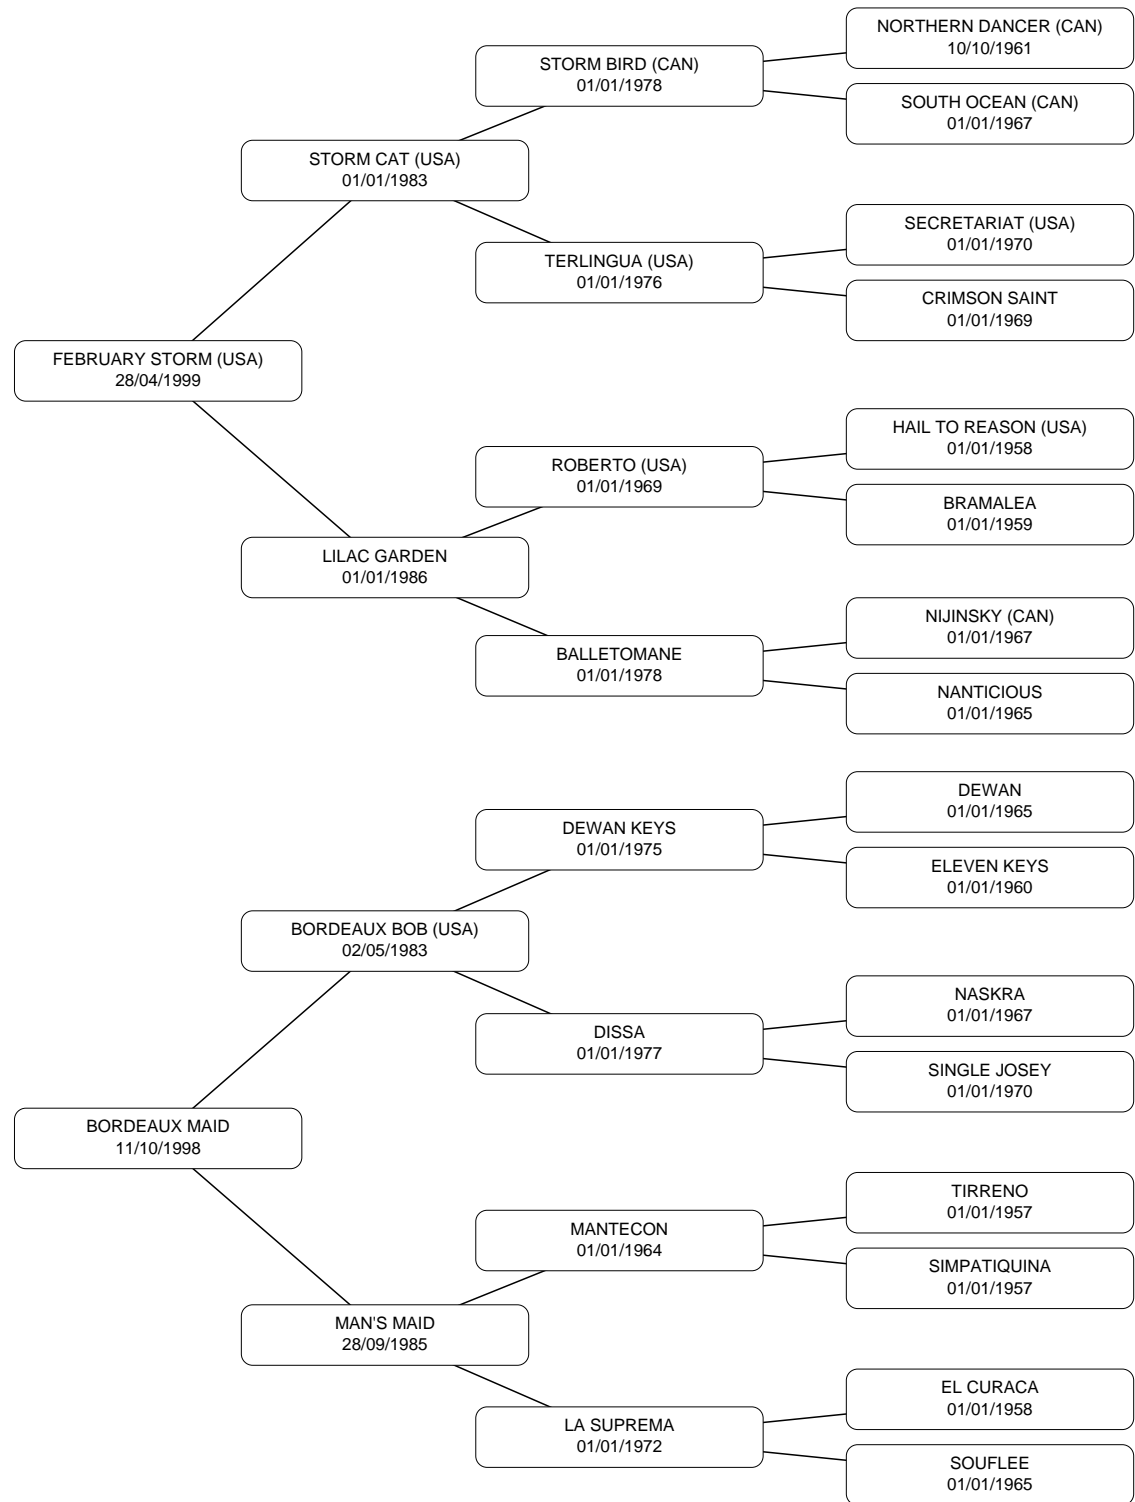 NORTHERN DANCER (CAN)
10/10/1961
STORM BIRD (CAN)
01/01/1978
SOUTH OCEAN (CAN)
01/01/1967
STORM CAT (USA)
01/01/1983
SECRETARIAT (USA)
01/01/1970
TERLINGUA (USA)
01/01/1976
CRIMSON SAINT
01/01/1969
FEBRUARY STORM (USA)
28/04/1999
HAIL TO REASON (USA)
01/01/1958
ROBERTO (USA)
01/01/1969
BRAMALEA
01/01/1959
LILAC GARDEN
01/01/1986
NIJINSKY (CAN)
01/01/1967
BALLETOMANE
01/01/1978
NANTICIOUS
01/01/1965
DEWAN
01/01/1965
DEWAN KEYS
01/01/1975
ELEVEN KEYS
01/01/1960
BORDEAUX BOB (USA)
02/05/1983
NASKRA
01/01/1967
DISSA
01/01/1977
SINGLE JOSEY
01/01/1970
BORDEAUX MAID
11/10/1998
TIRRENO
01/01/1957
MANTECON
01/01/1964
SIMPATIQUINA
01/01/1957
MAN'S MAID
28/09/1985
EL CURACA
01/01/1958
LA SUPREMA
01/01/1972
SOUFLEE
01/01/1965